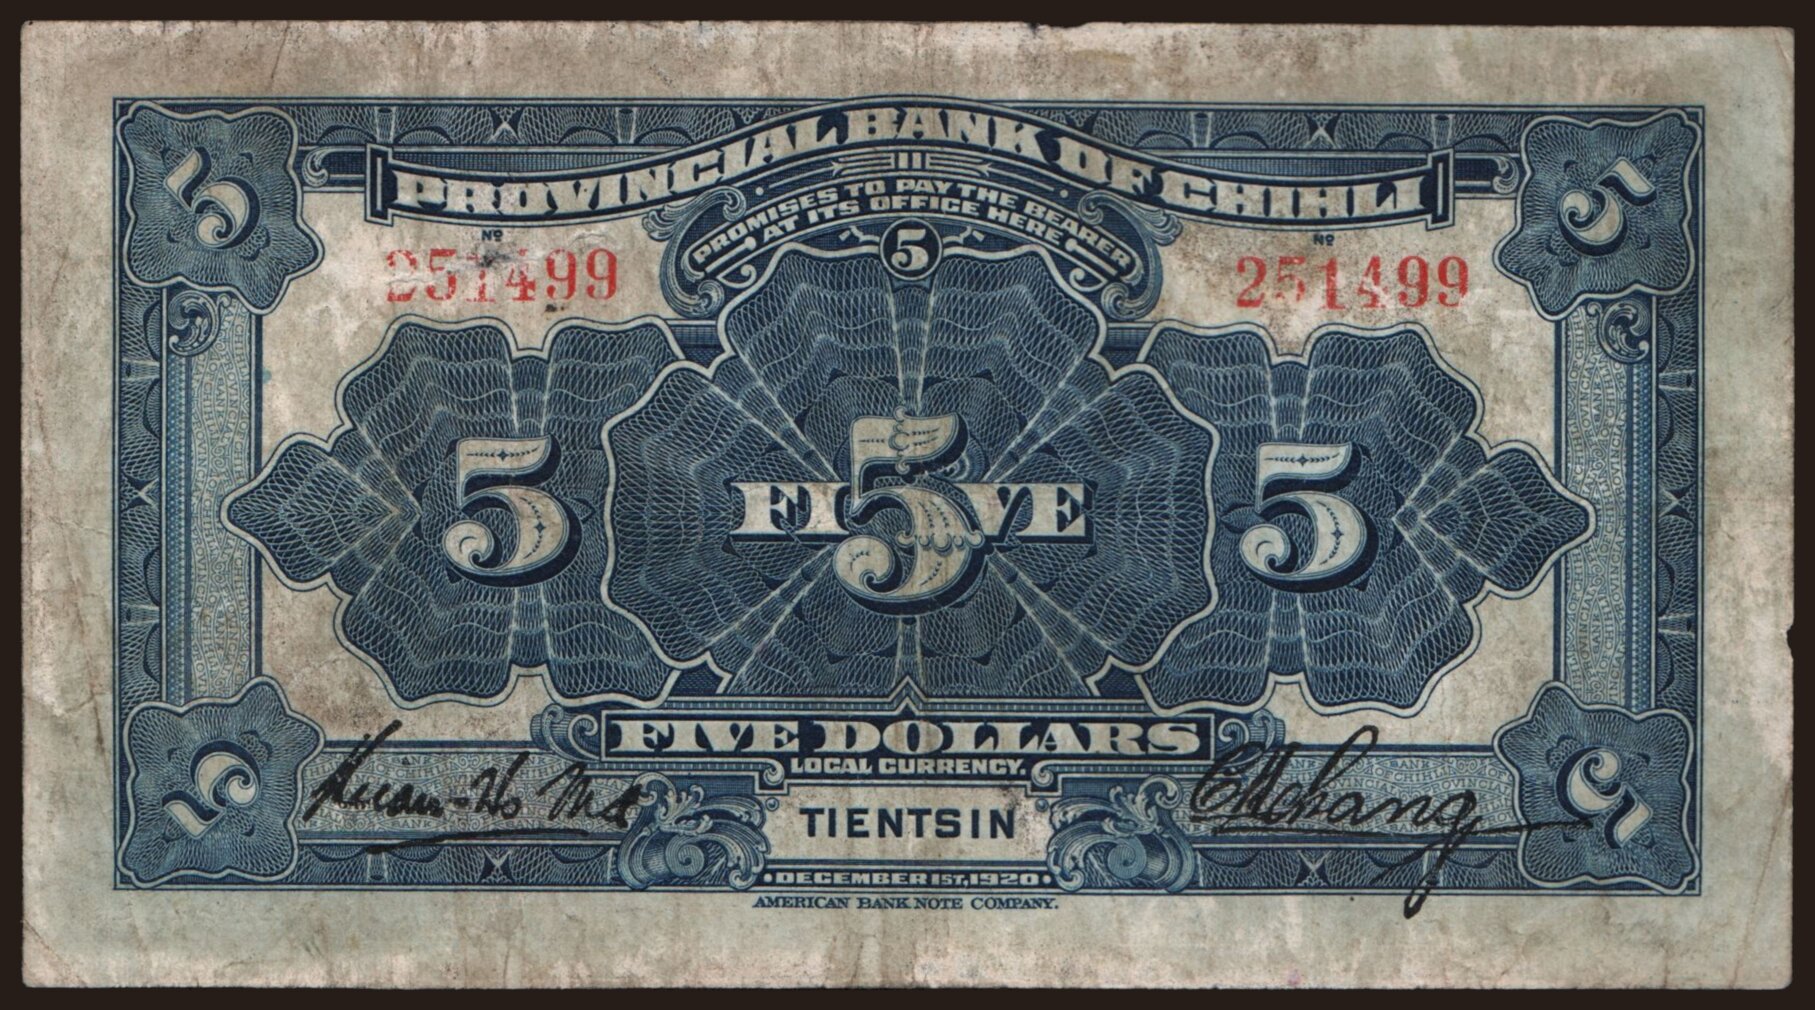 PROVINCIAL BANK OF CHIHLI
PROMISES TO PAY THE BEARER
AT ITS OFFICE HERE
5 5 5
Nº Nº
251499 251499
5 FIVE 5 5
FIVE DOLLARS
LOCAL CURRENCY.
TIENTSIN
5 5
DECEMBER 1ST, 1920
AMERICAN BANK NOTE COMPANY.